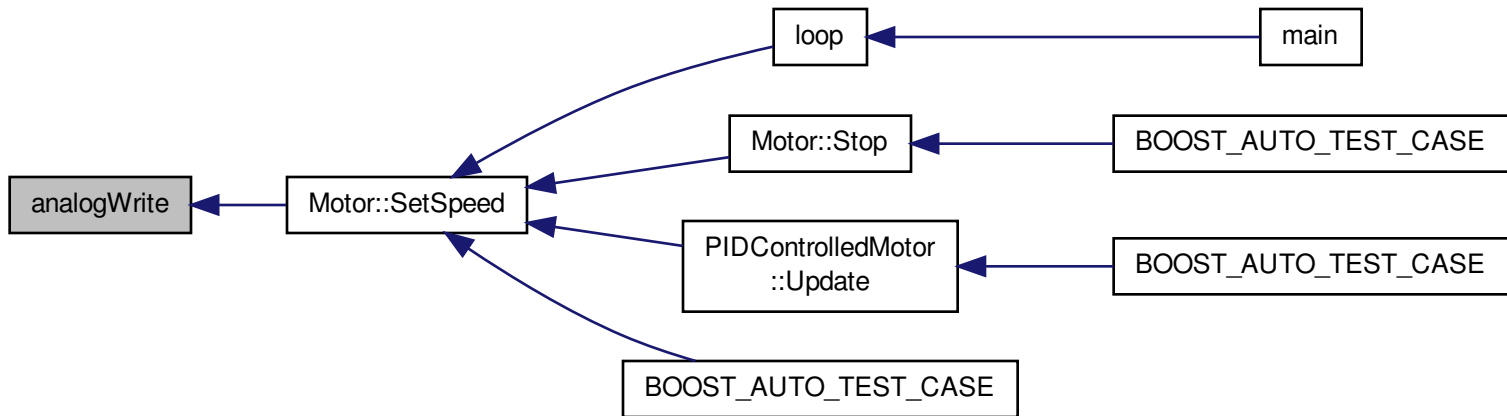 loop
main
Motor::Stop
BOOST_AUTO_TEST_CASE
analogWrite
Motor::SetSpeed
PIDControlledMotor
::Update
BOOST_AUTO_TEST_CASE
BOOST_AUTO_TEST_CASE